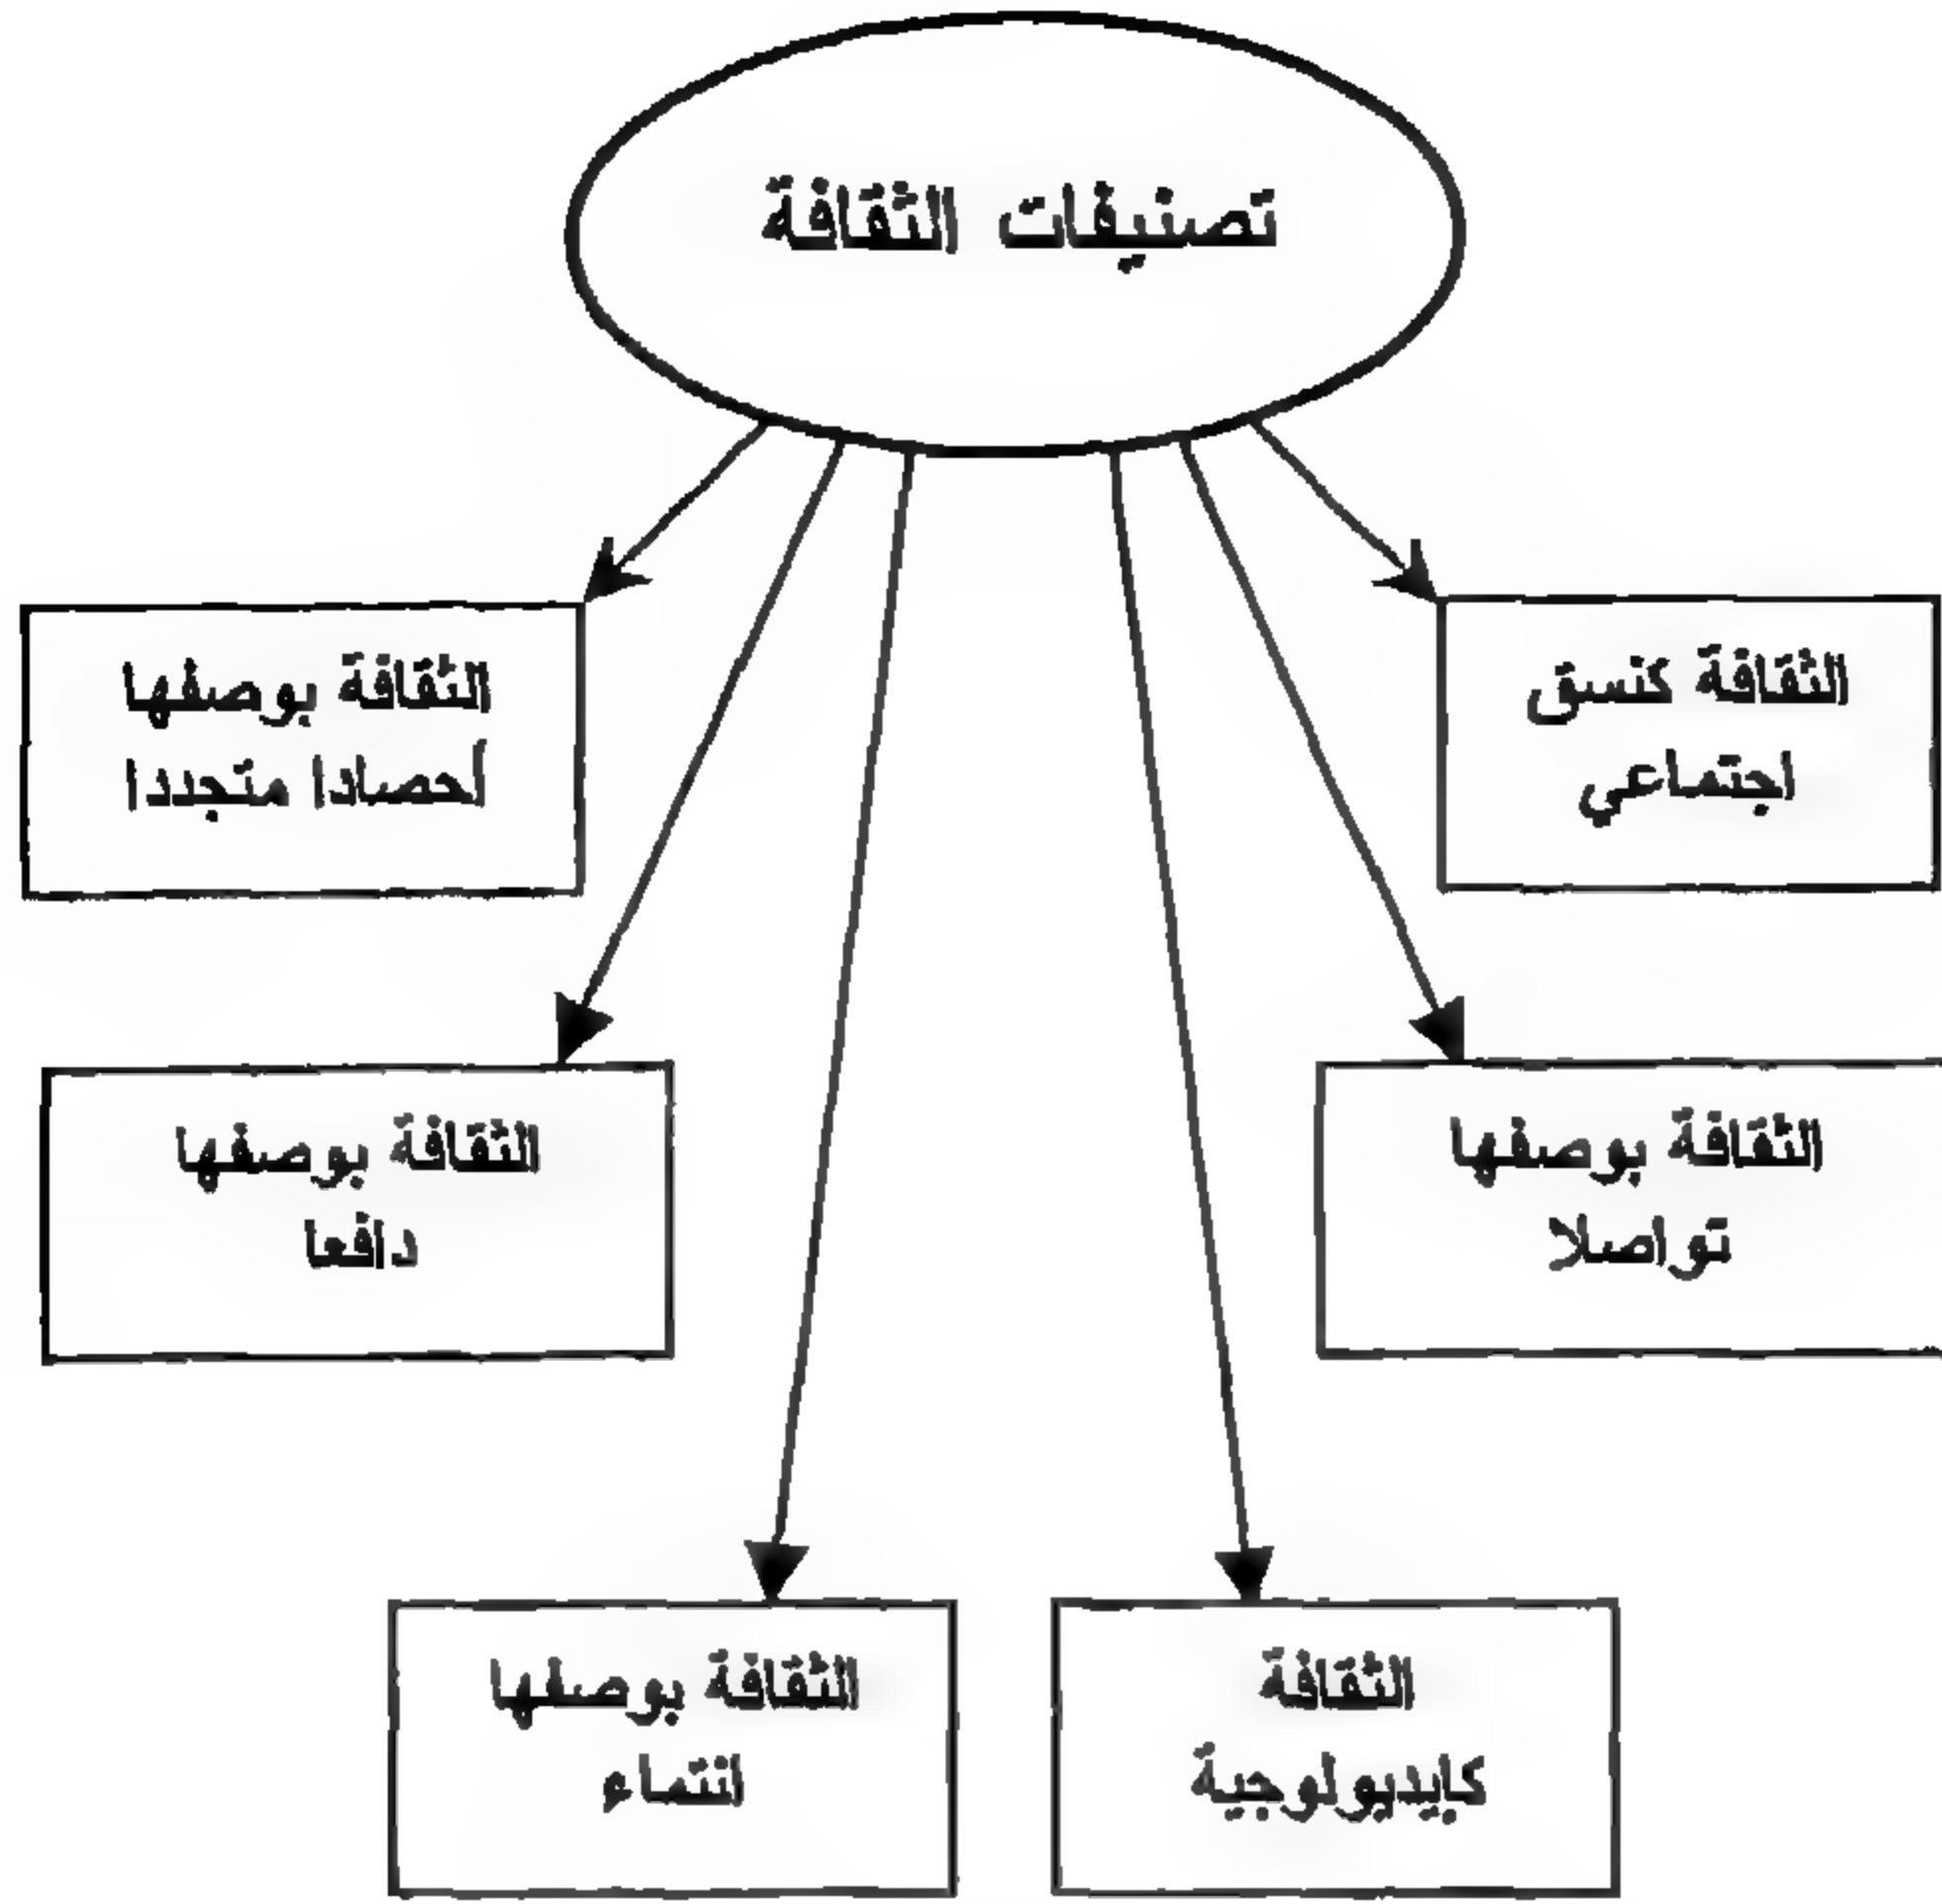 تصنيفات الثقافة
الثقافة كنسق
اجتماعي
الثقافة بوصفها
أحصادا متجددا
الثقافة بوصفها
تواصلا
الثقافة بوصفها
دافعا
الثقافة
كايديولوجية
الثقافة بوصفها
انتماء